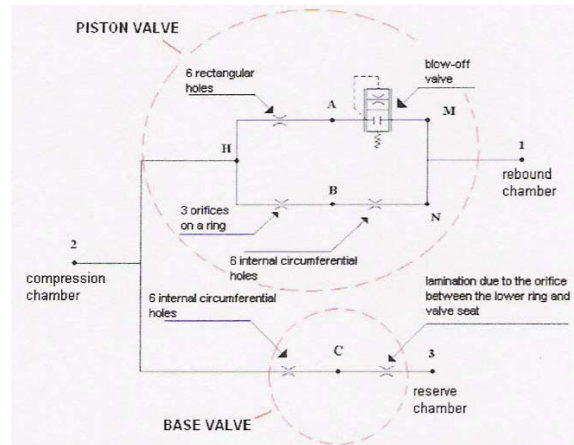 PISTON VALVE
6 rectangular
holes
blow-off
valve
A
M
H
1
rebound
chamber
B
N
3 orifices
on a ring
2
6 internal circumferential
holes
compression
chamber
lamination due to the orifice
between the lower ring and
valve seat
6 internal circumferential
holes
C
3
reserve
chamber
BASE VALVE